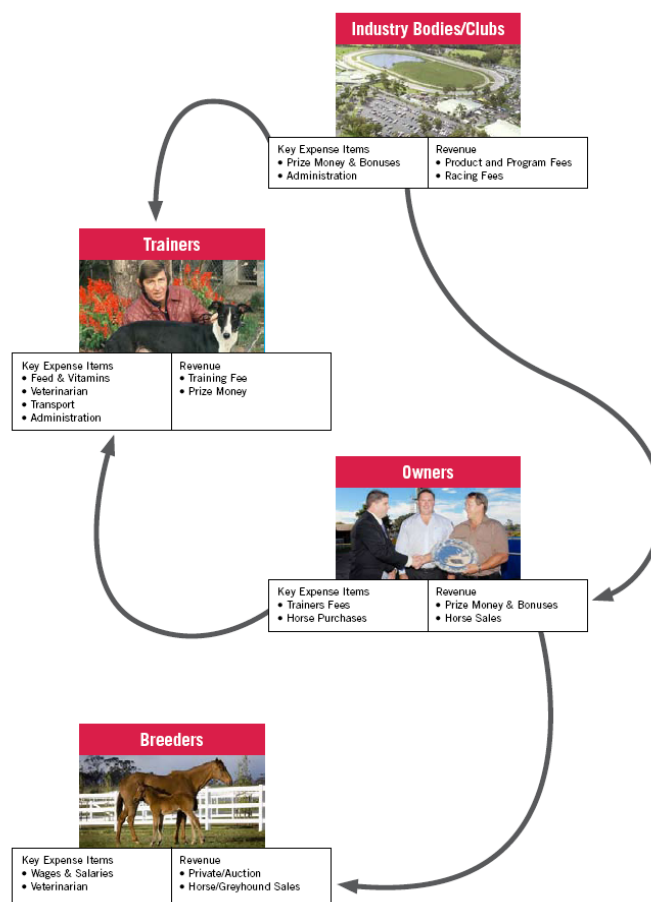 Industry Bodies/Clubs
Key Expense Items
• Prize Money & Bonuses
• Administration
Revenue
• Product and Program Fees
• Racing Fees
Trainers
Key Expense Items
• Feed & Vitamins
• Veterinarian
• Transport
• Administration
Revenue
• Training Fee
• Prize Money
Owners
Key Expense Items
• Trainers Fees
• Horse Purchases
Revenue
• Prize Money & Bonuses
• Horse Sales
Breeders
Key Expense Items
• Wages & Salaries
• Veterinarian
Revenue
• Private/Auction
• Horse/Greyhound Sales